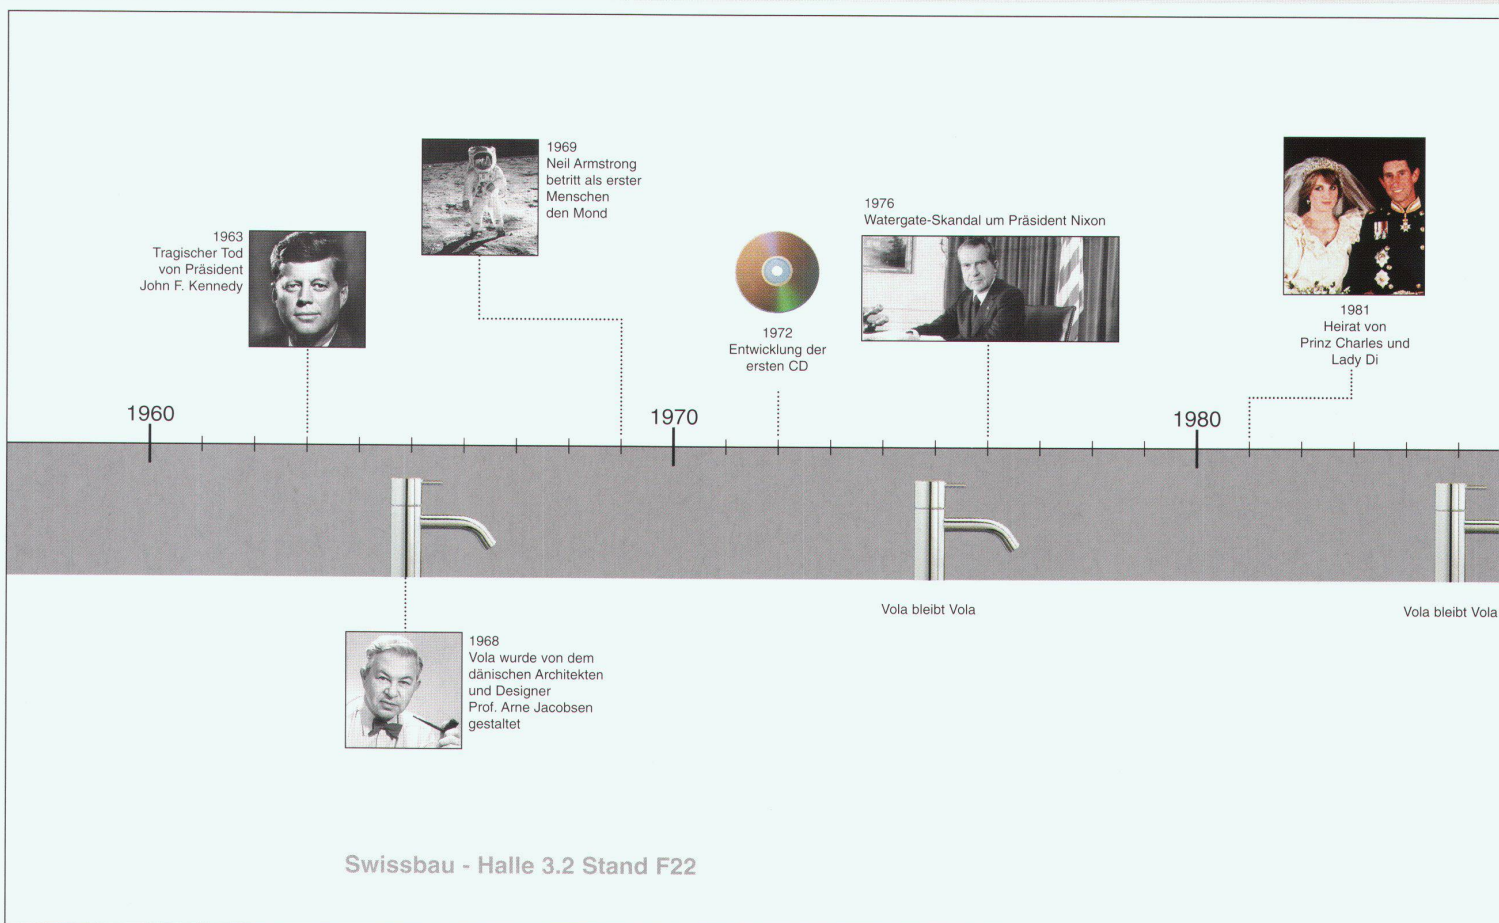 1963
Tragischer Tod
von Präsident
John F. Kennedy
1969
Neil Armstrong
betritt als erster
Menschen
den Mond
1972
Entwicklung der
ersten CD
1976
Watergate-Skandal um Präsident Nixon
1981
Heirat von
Prinz Charles und
Lady Di
1960
1970
1980
Vola bleibt Vola
Vola bleibt Vola
1968
Vola wurde von dem
dänischen Architekten
und Designer
Prof. Arne Jacobsen
gestaltet
Swissbau - Halle 3.2 Stand F22